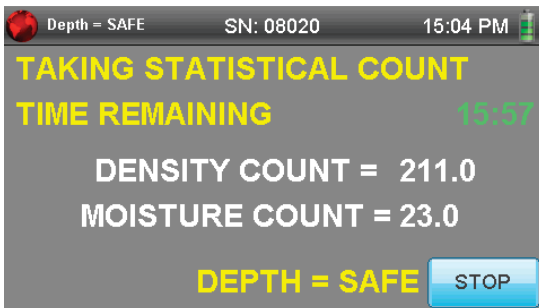 Depth = SAFE SN: 08020 15:04 PM
TAKING STATISTICAL COUNT
TIME REMAINING 15:57
DENSITY COUNT = 211.0
MOISTURE COUNT = 23.0
DEPTH = SAFE STOP